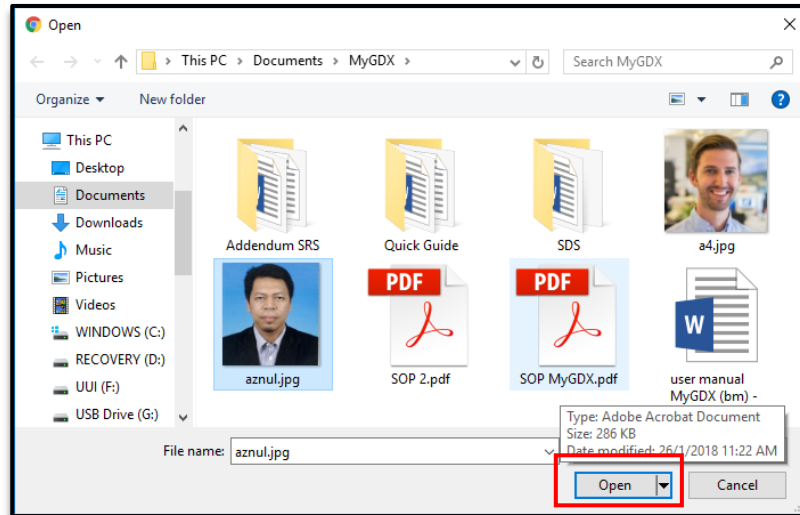 Open
This PC > Documents > MyGDX >
Search MyGDX
Organize
New folder
This PC
Desktop
Documents
Downloads
Music
Pictures
Videos
WINDOWS (C:)
RECOVERY (D:)
UUI (F:)
USB Drive (G:)
Addendum SRS
Quick Guide
SDS
a4.jpg
PDF
PDF
W
aznul.jpg
SOP 2.pdf
SOP MyGDX.pdf
user manual
MyGDX (bm) -
Type: Adobe Acrobat Document
Size: 286 KB
Date modified: 26/1/2018 11:22 AM
File name:
aznul.jpg
Open
Cancel